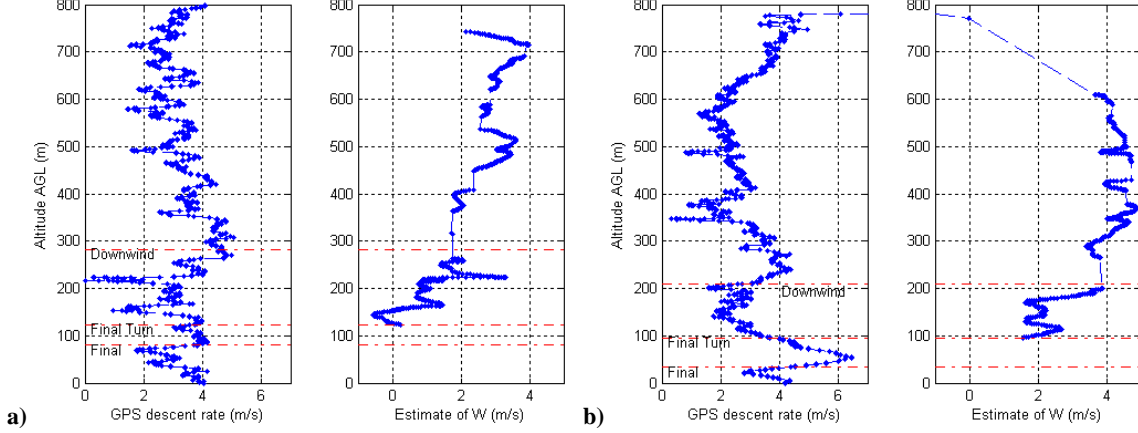 800
700
600
500
400
300
200
100
0
Altitude AGL (m)
Downwind
Final Turn
Final
0 2 4 6
GPS descent rate (m/s)
a)
800
700
600
500
400
300
200
100
0
0 2 4
Estimate of W (m/s)
800
700
600
500
400
300
200
100
0
Altitude AGL (m)
Downwind
Final Turn
Final
0 2 4 6
GPS descent rate (m/s)
b)
800
700
600
500
400
300
200
100
0
0 2 4
Estimate of W (m/s)